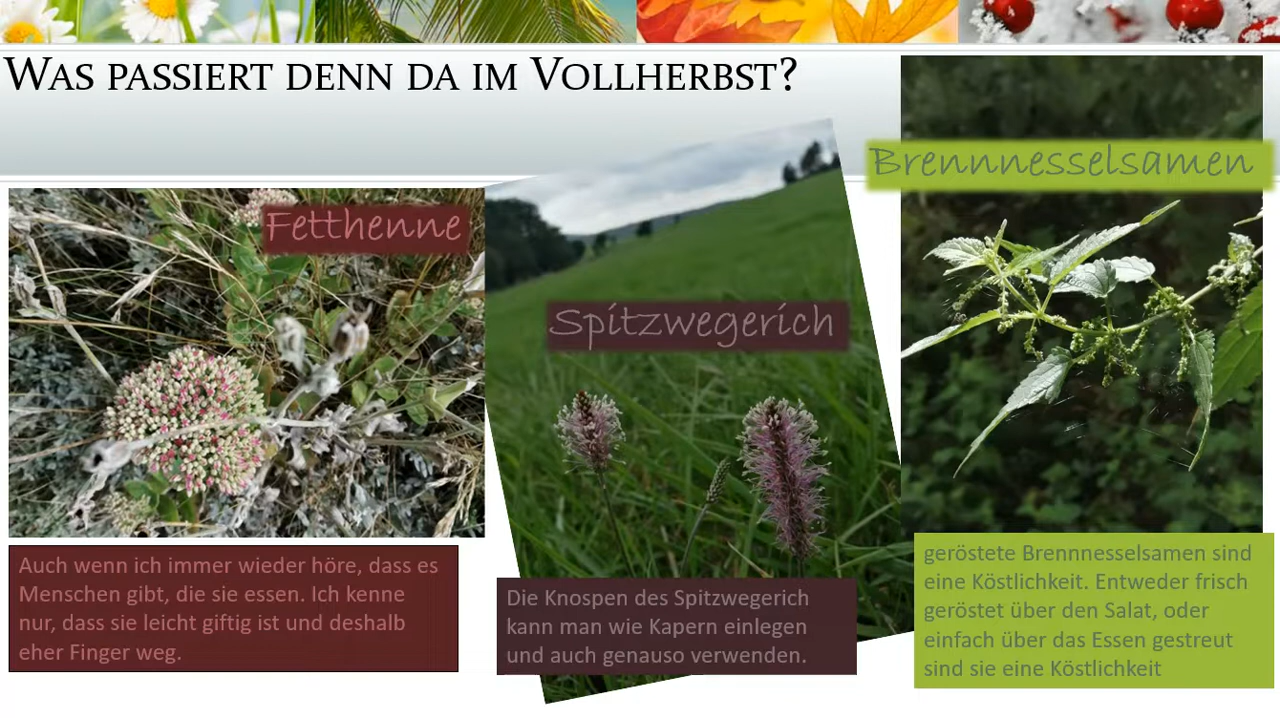 Was passiert denn da im Vollherbst?
Fetthenne
Auch wenn ich immer wieder höre, dass es
Menschen gibt, die sie essen. Ich kenne
nur, dass sie leicht giftig ist und deshalb
eher Finger weg.
Spitzwegerich
Die Knospen des Spitzwegerich
kann man wie Kapern einlegen
und auch genauso verwenden.
Brennnesselsamen
geröstete Brennnesselsamen sind
eine Köstlichkeit. Entweder frisch
geröstet über den Salat, oder
einfach über das Essen gestreut
sind sie eine Köstlichkeit